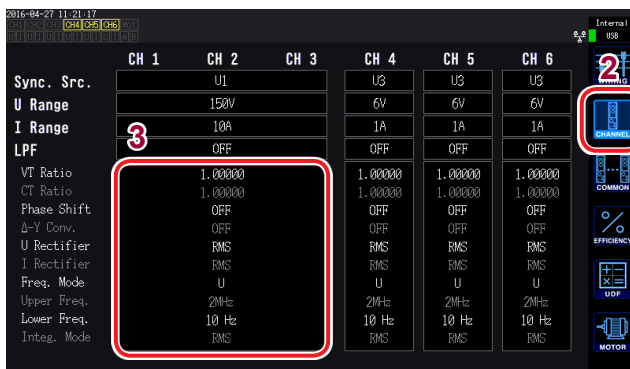 2016-04-27 11:21:17
CH1 CH2 CH3 CH4 CH5 CH6 Mot
U I U I U I U I U I U I A B
Internal
USB
CH 1 CH 2 CH 3 CH 4 CH 5 CH 6
2
WIRING
Sync. Src. U1 U3 U3 U3
U Range 150V 6V 6V 6V
I Range 10A 1A 1A 1A
CHANNEL
3
LPF OFF OFF OFF OFF
VT Ratio 1.00000 1.00000 1.00000 1.00000
CT Ratio 1.00000 1.00000 1.00000 1.00000
COMMON
Phase Shift OFF OFF OFF OFF
Δ-Y Conv. OFF OFF OFF OFF
EFFICIENCY
U Rectifier RMS RMS RMS RMS
I Rectifier RMS RMS RMS RMS
Freq. Mode U U U U
UDF
Upper Freq. 2MHz 2MHz 2MHz 2MHz
Lower Freq. 10 Hz 10 Hz 10 Hz 10 Hz
Integ. Mode RMS RMS RMS RMS
MOTOR